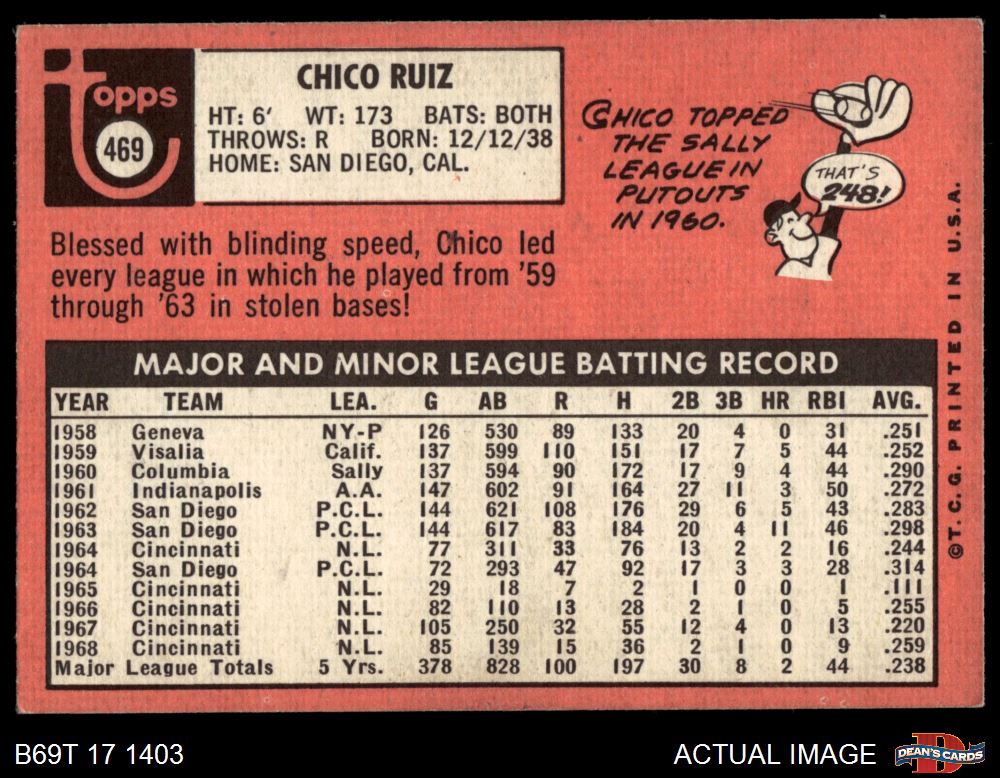 Topps
469
CHICO RUIZ
HT: 6' WT: 173 BATS: BOTH
THROWS: R BORN: 12/12/38
HOME: SAN DIEGO, CAL.
CHICO TOPPED
THE SALLY
LEAGUE IN
PUTOUTS
IN 1960.
THAT'S
248!
Blessed with blinding speed, Chico led
every league in which he played from '59
through '63 in stolen bases!
MAJOR AND MINOR LEAGUE BATTING RECORD
YEAR TEAM LEA. G AB R H 2B 3B HR RBI AVG.
1958 Geneva NY-P 126 530 89 133 20 4 0 31 .251
1959 Visalia Calif. 137 599 110 151 17 7 5 44 .252
1960 Columbia Sally 137 594 90 172 17 9 4 44 .290
1961 Indianapolis A.A. 147 602 91 164 27 11 3 50 .272
1962 San Diego P.C.L. 144 621 108 176 29 6 5 43 .283
1963 San Diego P.C.L. 144 617 83 184 20 4 11 46 .298
1964 Cincinnati N.L. 77 311 33 76 13 2 2 16 .244
1964 San Diego P.C.L. 72 293 47 92 17 3 3 28 .314
1965 Cincinnati N.L. 29 18 7 2 1 0 0 1 .111
1966 Cincinnati N.L. 82 110 13 28 2 1 0 5 .255
1967 Cincinnati N.L. 105 250 32 55 12 4 0 13 .220
1968 Cincinnati N.L. 85 139 15 36 2 1 0 9 .259
Major League Totals 5 Yrs. 378 828 100 197 30 8 2 44 .238
©T.C.G. PRINTED IN U.S.A.
B69T 17 1403
ACTUAL IMAGE
DEAN'S CARDS